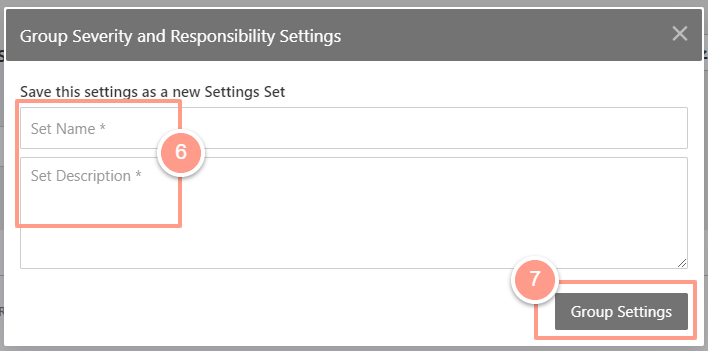 Group Severity and Responsibility Settings
Save this settings as a new Settings Set
Set Name *
6
Set Description *
7
Group Settings